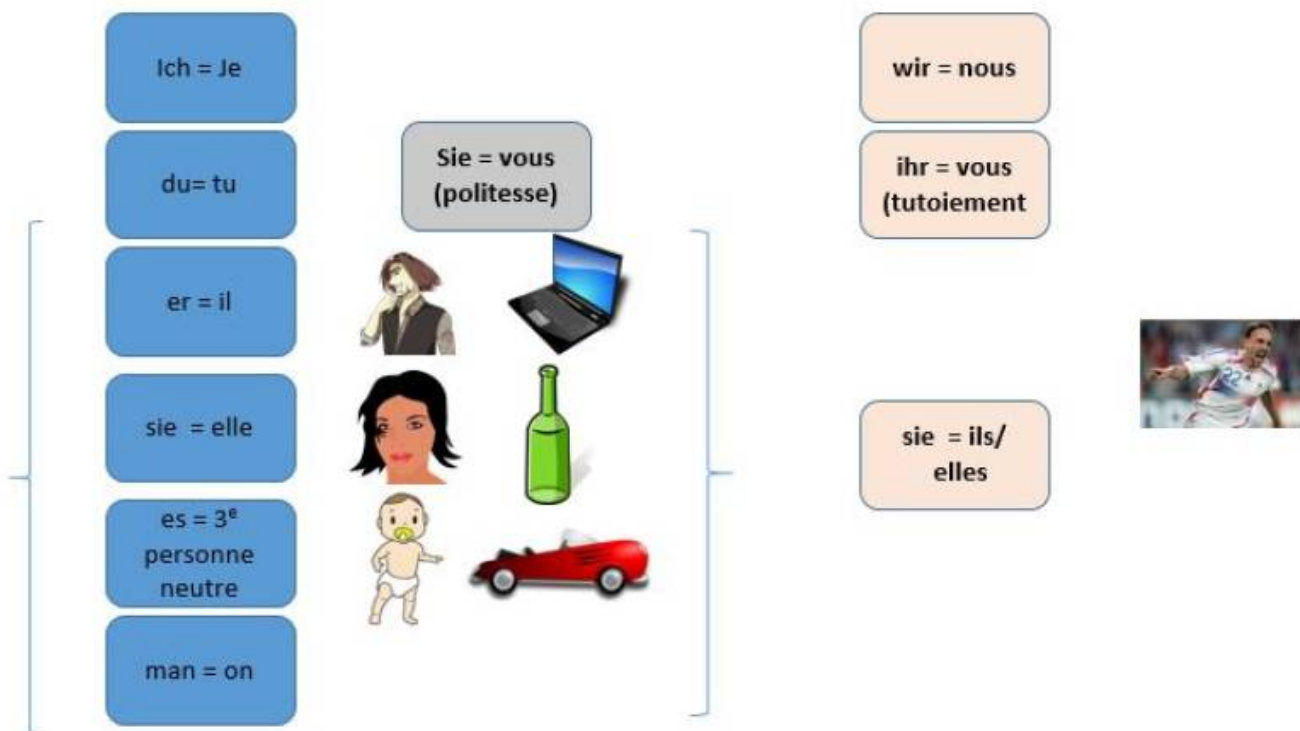 Ich = Je
du= tu
er = il
sie  = elle
es = 3e
personne
neutre
man = on
Sie = vous
(politesse)
wir = nous
ihr = vous
(tutoiement
sie  = ils/
elles
22